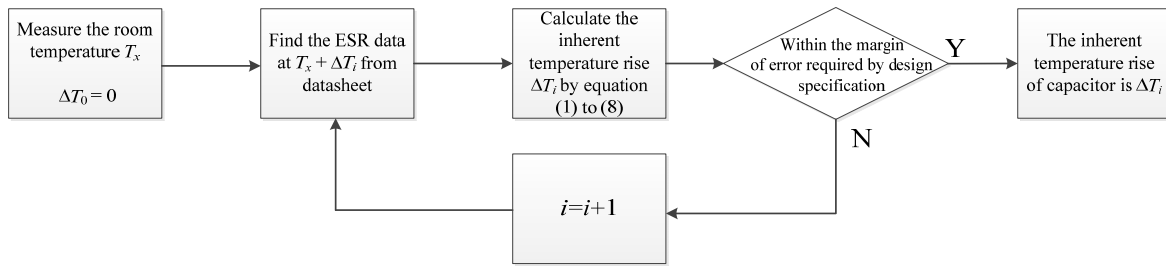 Measure the room
temperature Tₓ
ΔT₀ = 0
Find the ESR data
at Tₓ + ΔTᵢ from
datasheet
Calculate the
inherent
temperature rise
ΔTᵢ by equation
(1) to (8)
Within the margin
of error required by design
specification
Y
The inherent
temperature rise
of capacitor is ΔTᵢ
N
i=i+1